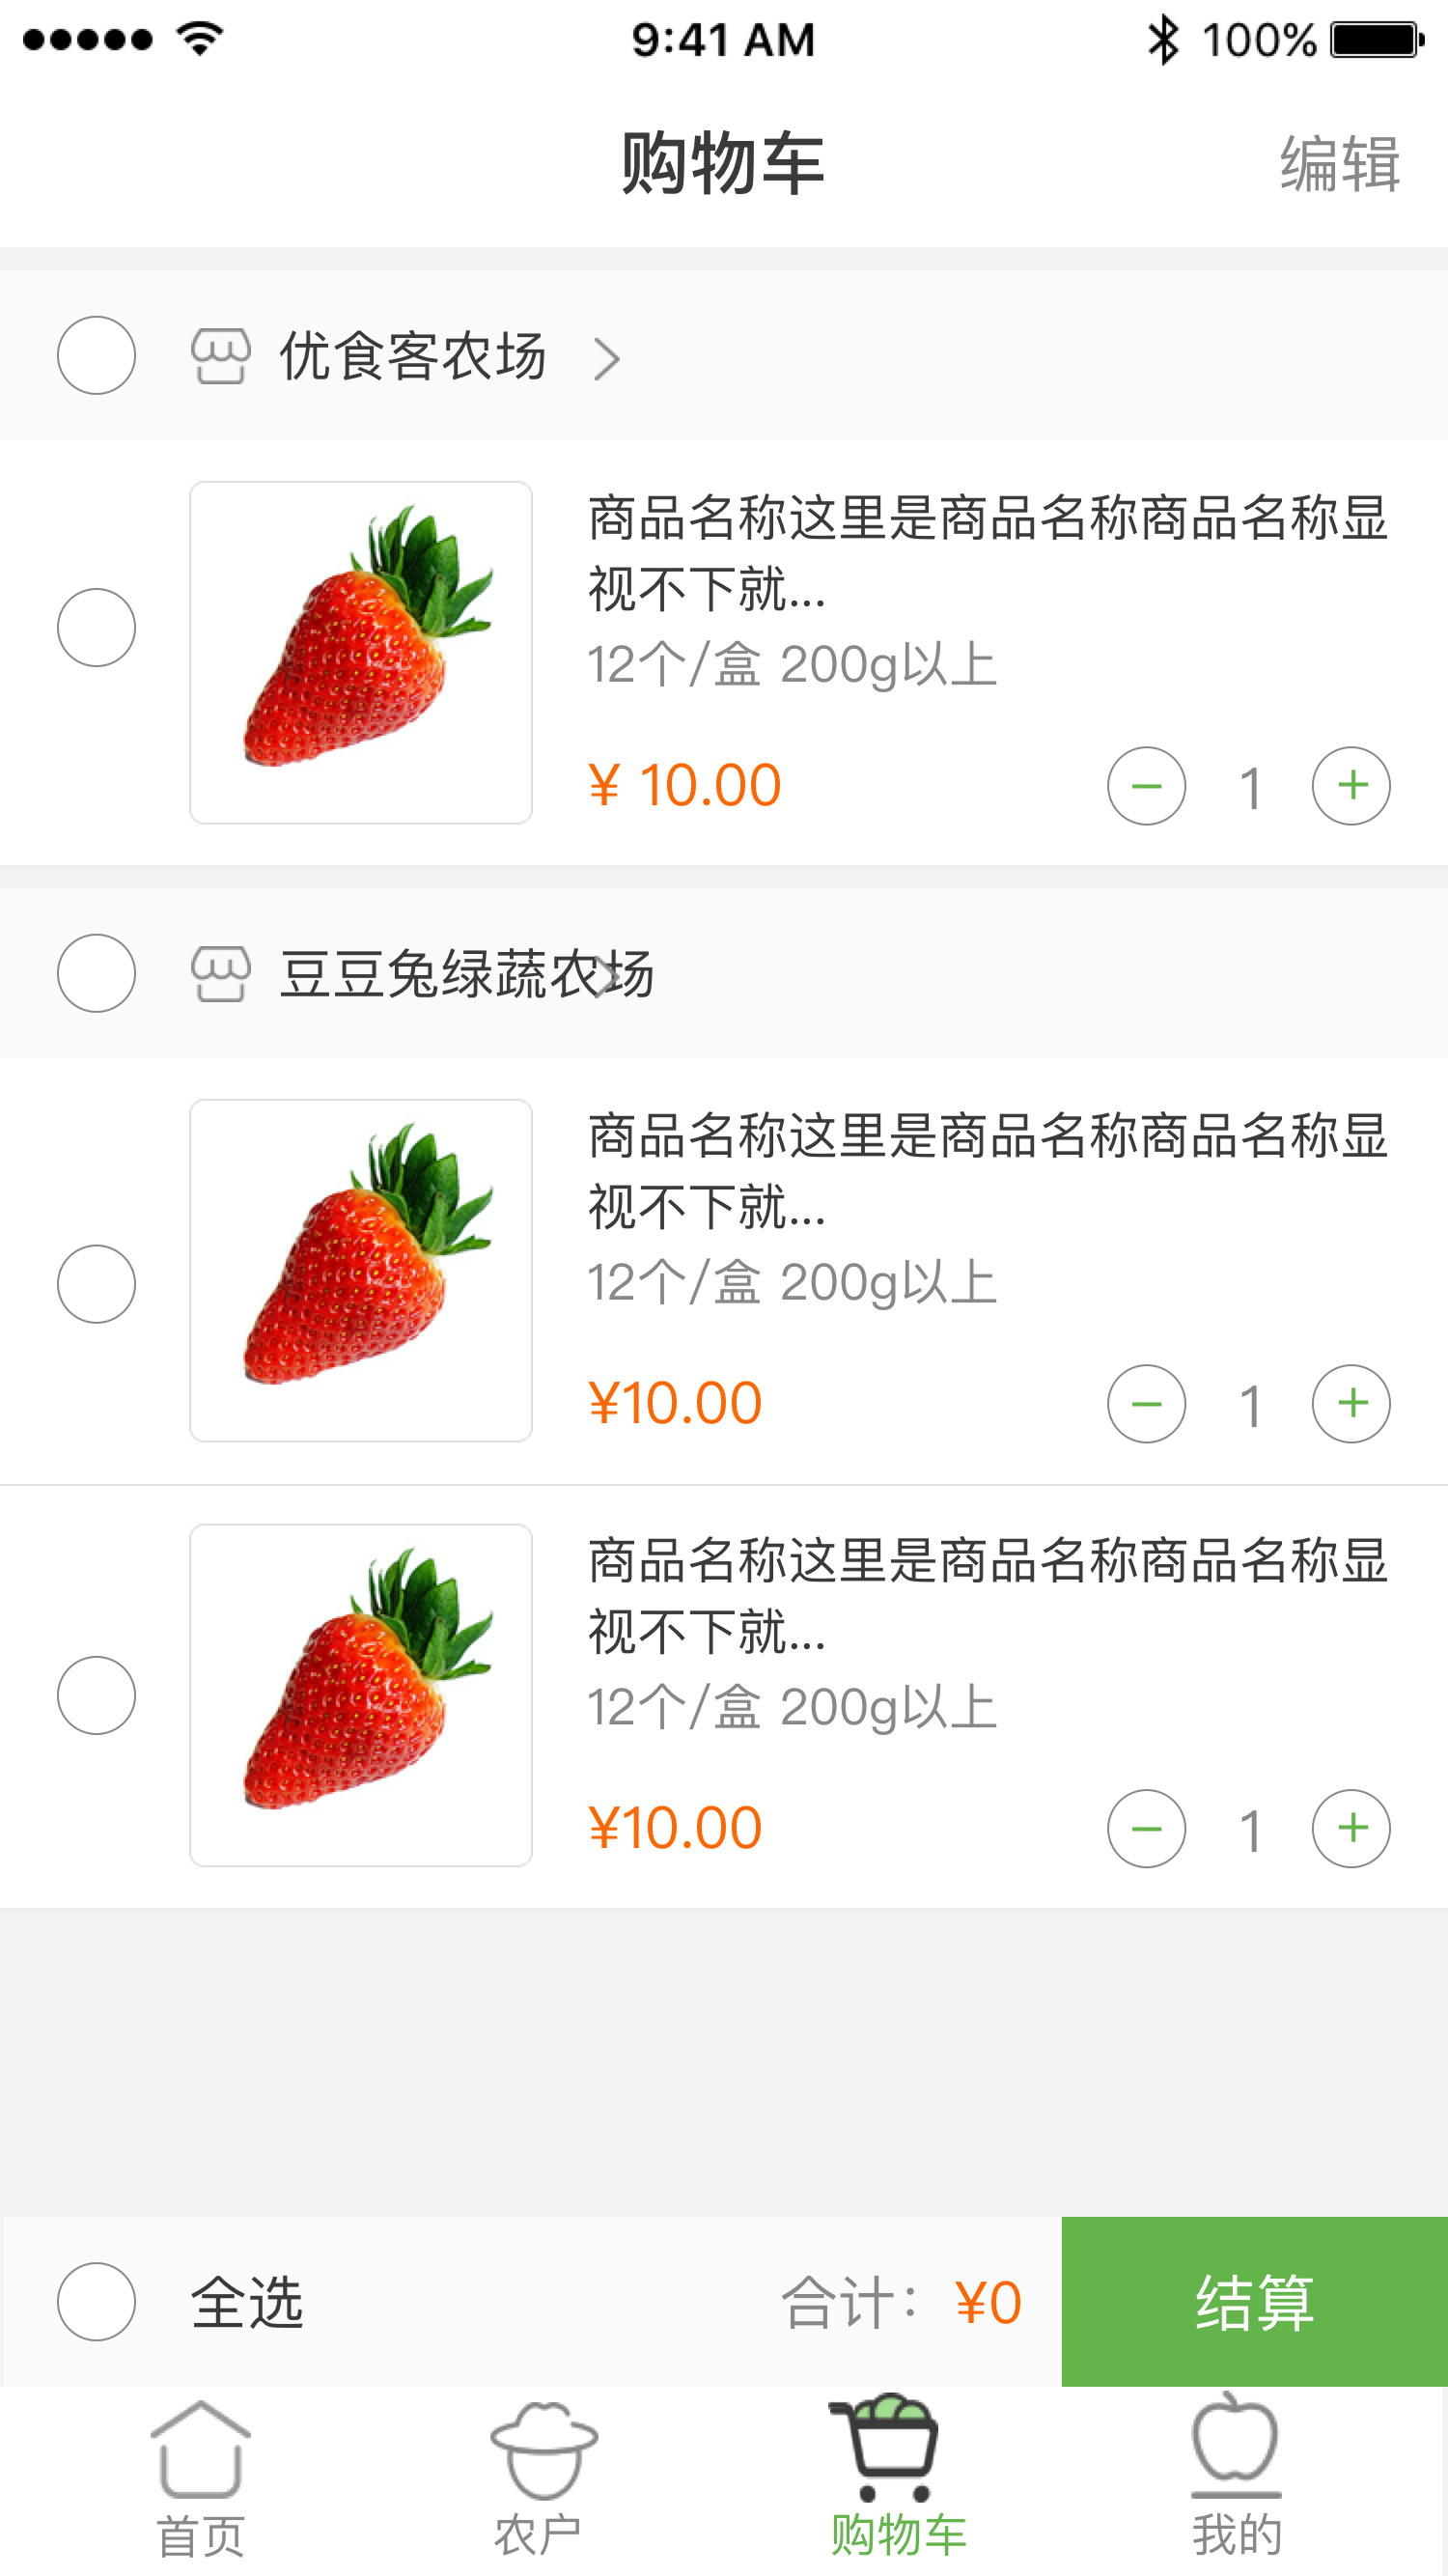 9:41 AM
100%
购物车
编辑
优食客农场
商品名称这里是商品名称商品名称显
视不下就...
12个/盒 200g以上
¥ 10.00
1
豆豆兔绿蔬农场
商品名称这里是商品名称商品名称显
视不下就...
12个/盒 200g以上
¥10.00
1
商品名称这里是商品名称商品名称显
视不下就...
12个/盒 200g以上
¥10.00
1
全选
合计：¥0
结算
首页
农户
购物车
我的